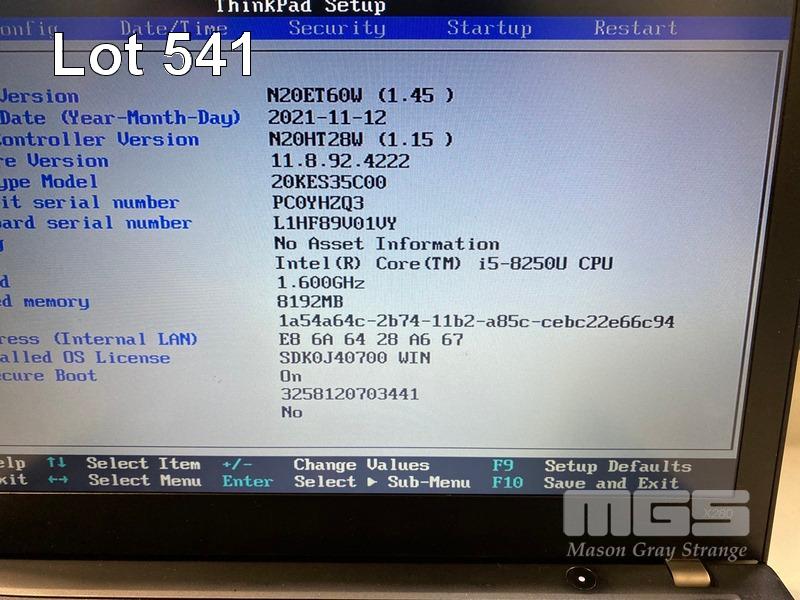 ThinkPad Setup
onfig Date/Time Security Startup Restart
Lot 541
Version N20ET60W (1.45 )
Date (Year-Month-Day) 2021-11-12
ontroller Version N20HT28W (1.15 )
re Version 11.8.92.4222
ype Model 20KES35C00
it serial number PC0YHZQ3
ard serial number L1HF89V01VY
g No Asset Information
Intel(R) Core(TM) i5-8250U CPU
d 1.600GHz
ed memory 8192MB
1a54a64c-2b74-11b2-a85c-cebc22e66c94
ress (Internal LAN) E8 6A 64 28 A6 67
alled OS License SDK0J40700 WIN
cure Boot On
3258120703441
No
elp ↑↓ Select Item +/- Change Values F9 Setup Defaults
xit ←→ Select Menu Enter Select ▶ Sub-Menu F10 Save and Exit
MGS
X280
Mason Gray Strange